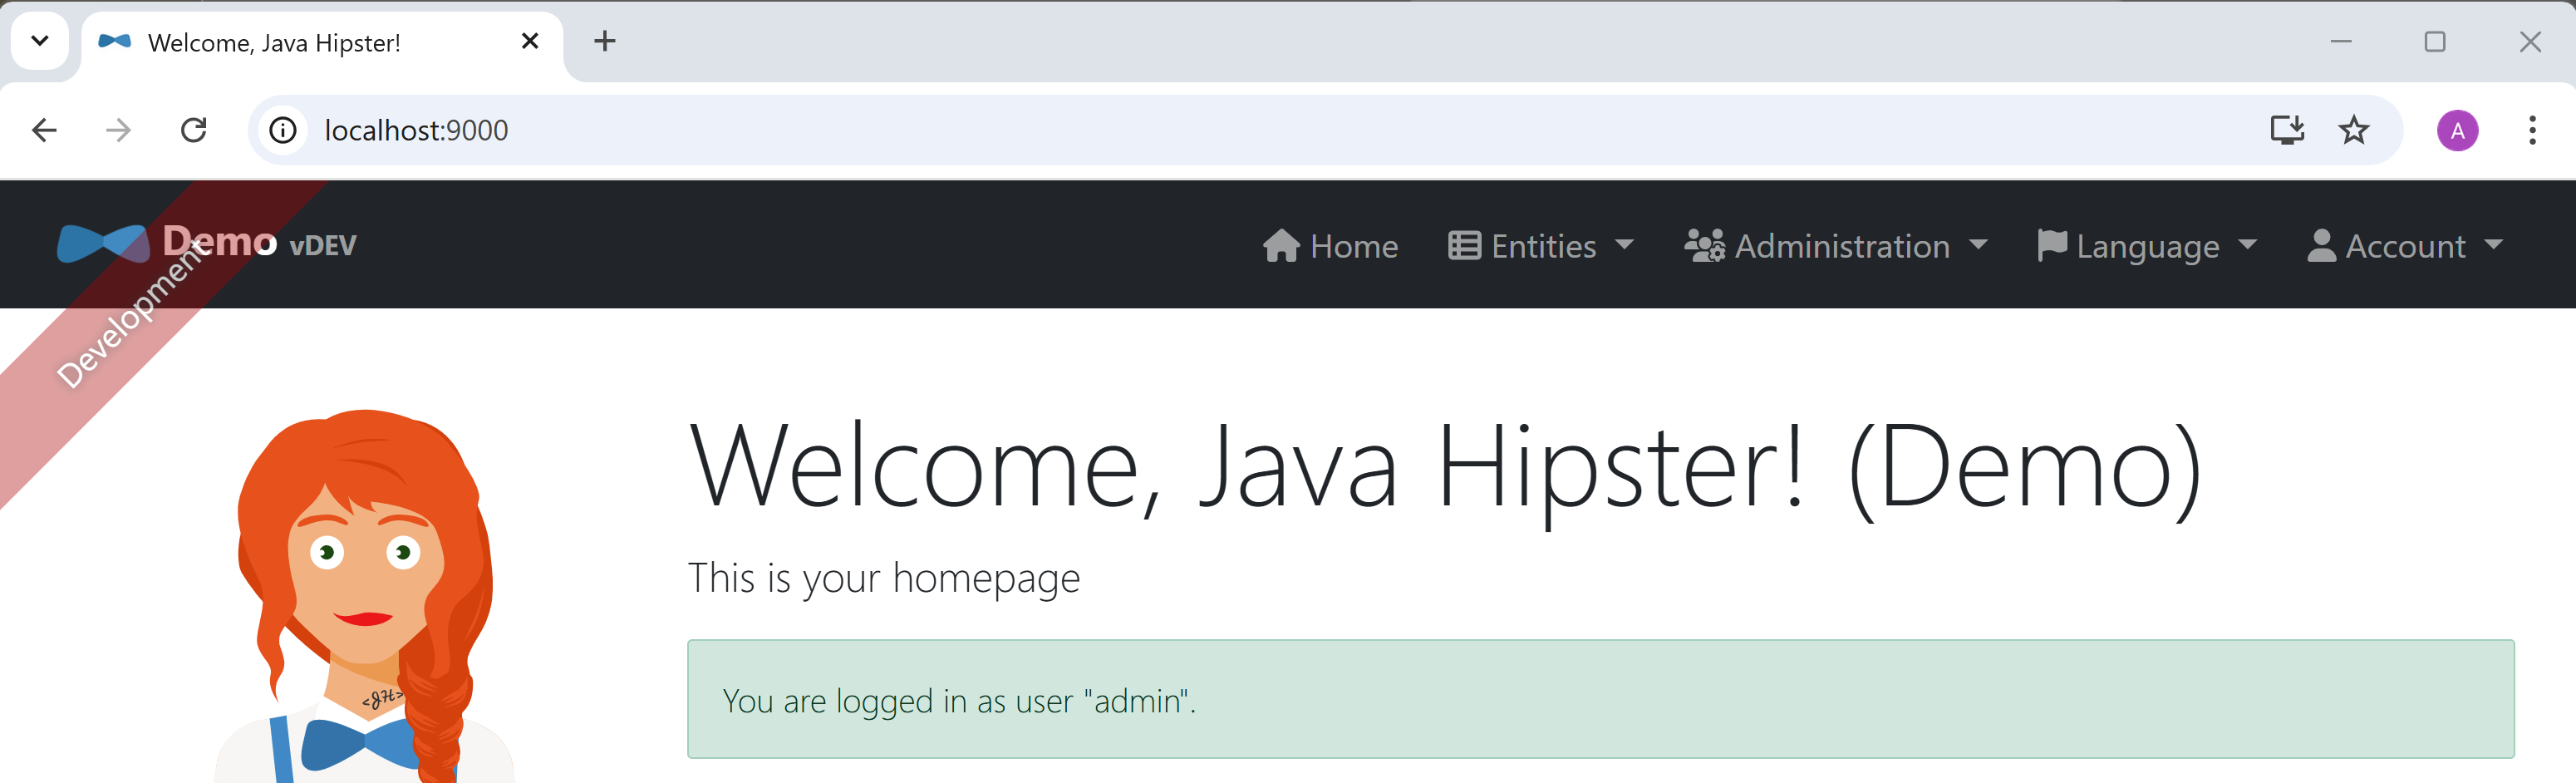 Welcome, Java Hipster!
localhost:9000
A
Demo vDEV
Home Entities Administration Language Account
Development
Welcome, Java Hipster! (Demo)
This is your homepage
<JH>
You are logged in as user "admin".